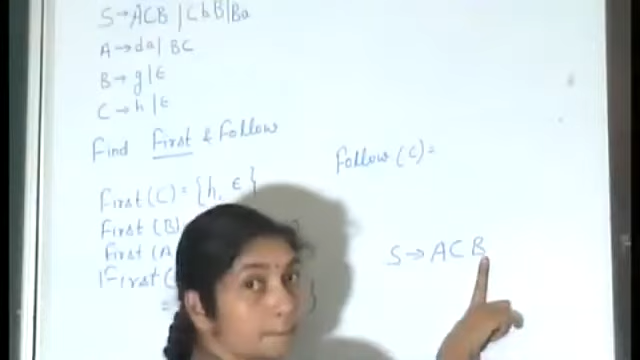 S → ACB | CbB | Ba
A → da | BC
B → g | ε
C → h | ε
Find First & Follow
First (C) = {h, ε}
First (B)
First (A
First (
=
Follow (C) =
S → ACB